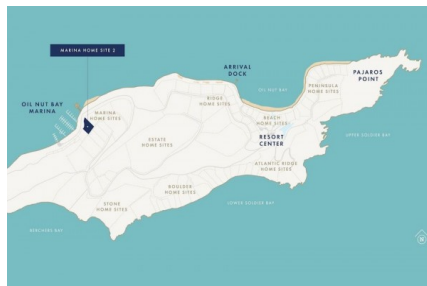 MARINA HOME SITE 2
ARRIVAL
DOCK
PAJAROS
POINT
OIL NUT BAY
PENINSULA
HOME SITES
RIDGE
HOME SITES
OIL NUT BAY
MARINA
MARINA
HOME SITES
BEACH
HOME SITES
RESORT
CENTER
UPPER SOLDIER BAY
ESTATE
HOME SITES
ATLANTIC RIDGE
HOME SITES
BOULDER
HOME SITES
STONE
HOME SITES
LOWER SOLDIER BAY
BERCHERS BAY